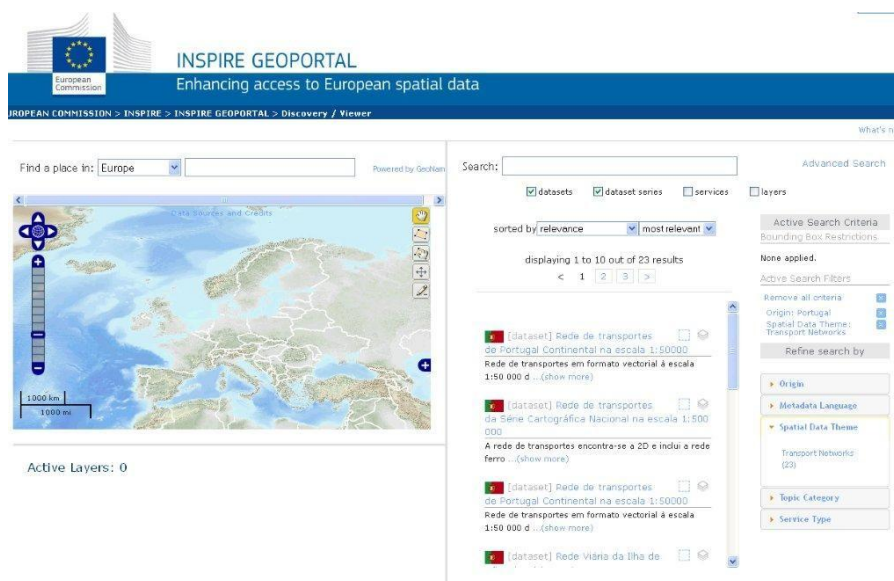 European
Commission
INSPIRE GEOPORTAL
Enhancing access to European spatial data
UROPEAN COMMISSION > INSPIRE > INSPIRE GEOPORTAL > Discovery / Viewer
What's n
Find a place in: Europe
Powered by GeoNam
Data Sources and Credits
1000 km
1000 mi
Active Layers: 0
Search:
Advanced Search
datasets
dataset series
services
layers
sorted by relevance
most relevant
displaying 1 to 10 out of 23 results
< 1 2 3 >
[dataset] Rede de transportes
de Portugal Continental na escala 1:50000
Rede de transportes em formato vectorial á escala
1:50 000 d ...(show more)
[dataset] Rede de transportes
da Série Cartográfica Nacional na escala 1:500
000
A rede de transportes encontra-se a 2D e inclui a rede
ferro ...(show more)
[dataset] Rede de transportes
de Portugal Continental na escala 1:50000
Rede de transportes em formato vectorial á escala
1:50 000 d ...(show more)
[dataset] Rede Viária da Ilha de
Active Search Criteria
Bounding Box Restrictions
None applied.
Active Search Filters
Remove all criteria
Origin: Portugal
Spatial Data Theme:
Transport Networks
Refine search by
Origin
Metadata Language
Spatial Data Theme
Transport Networks
(23)
Topic Category
Service Type